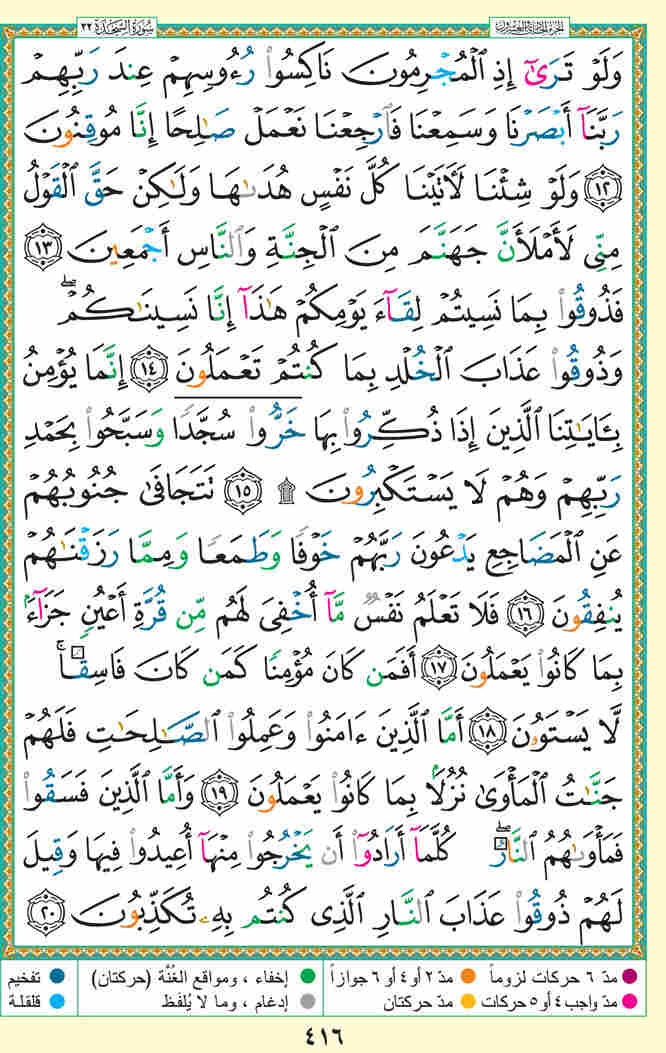 سُورَةُ السَّجْدَةِ ٣٢
الجزء الحادي والعشرون
وَلَوْ تَرَىٰٓ إِذِ ٱلْمُجْرِمُونَ نَاكِسُوا۟ رُءُوسِهِمْ عِندَ رَبِّهِمْ
رَبَّنَآ أَبْصَرْنَا وَسَمِعْنَا فَٱرْجِعْنَا نَعْمَلْ صَـٰلِحًا إِنَّا مُوقِنُونَ
١٢ وَلَوْ شِئْنَا لَـَٔاتَيْنَا كُلَّ نَفْسٍ هُدَىٰهَا وَلَـٰكِنْ حَقَّ ٱلْقَوْلُ
مِنِّى لَأَمْلَأَنَّ جَهَنَّمَ مِنَ ٱلْجِنَّةِ وَٱلنَّاسِ أَجْمَعِينَ ١٣
فَذُوقُوا۟ بِمَا نَسِيتُمْ لِقَآءَ يَوْمِكُمْ هَـٰذَآ إِنَّا نَسِينَـٰكُمْ ۖ
وَذُوقُوا۟ عَذَابَ ٱلْخُلْدِ بِمَا كُنتُمْ تَعْمَلُونَ ١٤ إِنَّمَا يُؤْمِنُ
بِـَٔايَـٰتِنَا ٱلَّذِينَ إِذَا ذُكِّرُوا۟ بِهَا خَرُّوا۟ سُجَّدًا وَسَبَّحُوا۟ بِحَمْدِ
رَبِّهِمْ وَهُمْ لَا يَسْتَكْبِرُونَ ۩ ١٥ تَتَجَافَىٰ جُنُوبُهُمْ
عَنِ ٱلْمَضَاجِعِ يَدْعُونَ رَبَّهُمْ خَوْفًا وَطَمَعًا وَمِمَّا رَزَقْنَـٰهُمْ
يُنفِقُونَ ١٦ فَلَا تَعْلَمُ نَفْسٌ مَّآ أُخْفِىَ لَهُم مِّن قُرَّةِ أَعْيُنٍ جَزَآءًۢ
بِمَا كَانُوا۟ يَعْمَلُونَ ١٧ أَفَمَن كَانَ مُؤْمِنًا كَمَن كَانَ فَاسِقًا ۚ
لَّا يَسْتَوُۥنَ ١٨ أَمَّا ٱلَّذِينَ ءَامَنُوا۟ وَعَمِلُوا۟ ٱلصَّـٰلِحَـٰتِ فَلَهُمْ
جَنَّـٰتُ ٱلْمَأْوَىٰ نُزُلًۢا بِمَا كَانُوا۟ يَعْمَلُونَ ١٩ وَأَمَّا ٱلَّذِينَ فَسَقُوا۟
فَمَأْوَىٰهُمُ ٱلنَّارُ ۖ كُلَّمَآ أَرَادُوٓا۟ أَن يَخْرُجُوا۟ مِنْهَآ أُعِيدُوا۟ فِيهَا وَقِيلَ
لَهُمْ ذُوقُوا۟ عَذَابَ ٱلنَّارِ ٱلَّذِى كُنتُم بِهِۦ تُكَذِّبُونَ ٢٠
مدّ ٦ حركات لزوماً مدّ ٢ أو ٤ أو ٦ جوازاً إخفاء ، ومواقع الغُنَّة (حركتان) تفخيم
مدّ واجب ٤ أو ٥ حركات مدّ حركتان إدغام ، وما لا يُلفَظ قلقلة
٤١٦